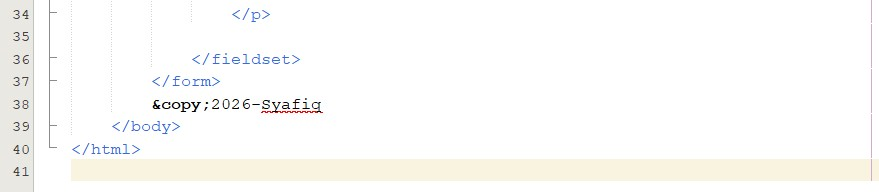 34 </p>
35
36 </fieldset>
37 </form>
38 &copy;2026-Syafiq
39 </body>
40 </html>
41